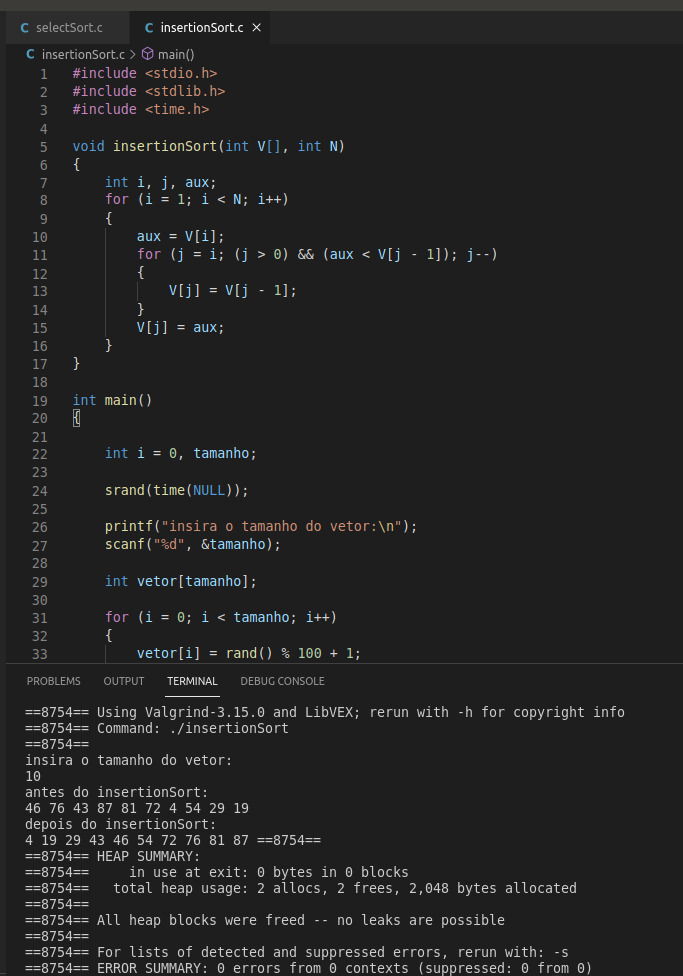 selectSort.c insertionSort.c
insertionSort.c > main()
1 #include <stdio.h>
2 #include <stdlib.h>
3 #include <time.h>
4
5 void insertionSort(int V[], int N)
6 {
7     int i, j, aux;
8     for (i = 1; i < N; i++)
9     {
10         aux = V[i];
11         for (j = i; (j > 0) && (aux < V[j - 1]); j--)
12         {
13             V[j] = V[j - 1];
14         }
15         V[j] = aux;
16     }
17 }
18
19 int main()
20 {
21
22     int i = 0, tamanho;
23
24     srand(time(NULL));
25
26     printf("insira o tamanho do vetor:\n");
27     scanf("%d", &tamanho);
28
29     int vetor[tamanho];
30
31     for (i = 0; i < tamanho; i++)
32     {
33         vetor[i] = rand() % 100 + 1;
PROBLEMS OUTPUT TERMINAL DEBUG CONSOLE
==8754== Using Valgrind-3.15.0 and LibVEX; rerun with -h for copyright info
==8754== Command: ./insertionSort
==8754==
insira o tamanho do vetor:
10
antes do insertionSort:
46 76 43 87 81 72 4 54 29 19
depois do insertionSort:
4 19 29 43 46 54 72 76 81 87 ==8754==
==8754== HEAP SUMMARY:
==8754==     in use at exit: 0 bytes in 0 blocks
==8754==   total heap usage: 2 allocs, 2 frees, 2,048 bytes allocated
==8754==
==8754== All heap blocks were freed -- no leaks are possible
==8754==
==8754== For lists of detected and suppressed errors, rerun with: -s
==8754== ERROR SUMMARY: 0 errors from 0 contexts (suppressed: 0 from 0)